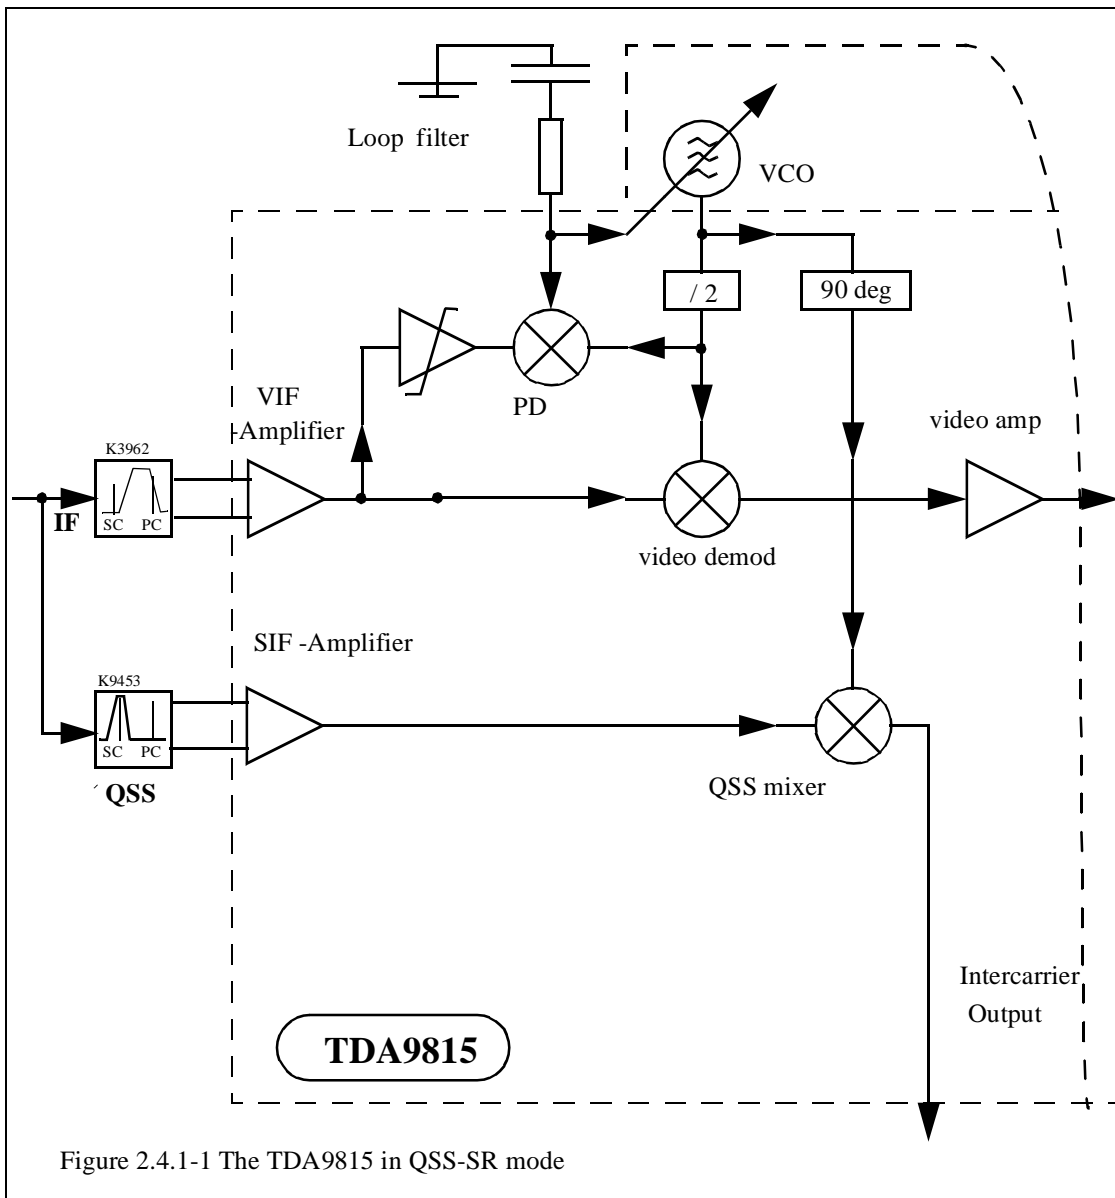 Loop filter
VCO
/ 2
90 deg
VIF
-Amplifier
PD
video amp
K3962
SC PC
IF
video demod
SIF -Amplifier
K9453
SC PC
QSS
QSS mixer
Intercarrier
Output
TDA9815
Figure 2.4.1-1 The TDA9815 in QSS-SR mode